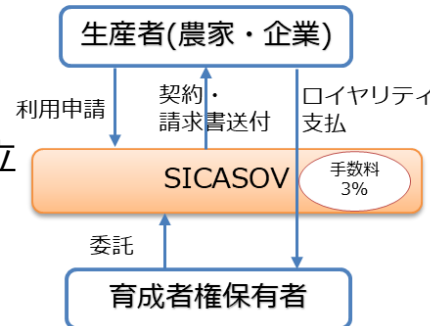 生産者(農家・企業)
利用申請
契約・
請求書送付
ロイヤリティ
支払
立
SICASOV
手数料
3%
委託
育成者権保有者